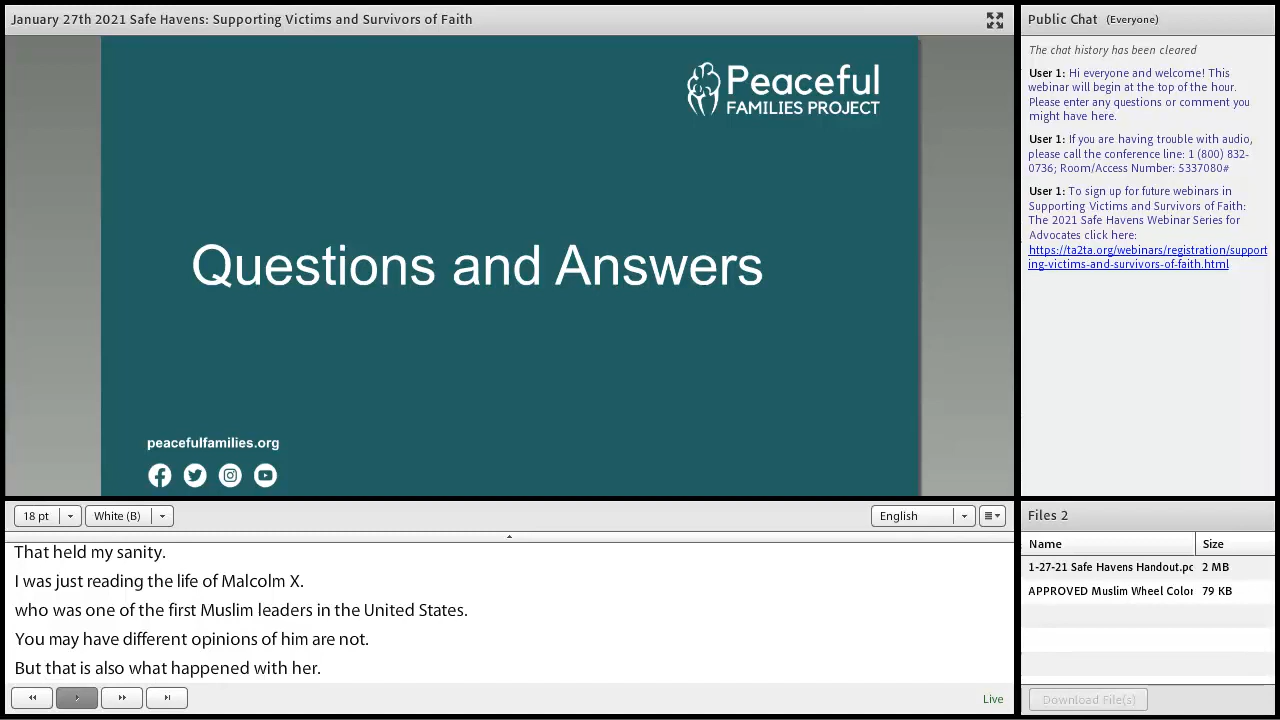 January 27th 2021 Safe Havens: Supporting Victims and Survivors of Faith
Peaceful
FAMILIES PROJECT
Questions and Answers
peacefulfamilies.org
Public Chat (Everyone)
The chat history has been cleared
User 1: Hi everyone and welcome! This
webinar will begin at the top of the hour.
Please enter any questions or comment you
might have here.
User 1: If you are having trouble with audio,
please call the conference line: 1 (800) 832-
0736; Room/Access Number: 5337080#
User 1: To sign up for future webinars in
Supporting Victims and Survivors of Faith:
The 2021 Safe Havens Webinar Series for
Advocates click here:
https://ta2ta.org/webinars/registration/support
ing-victims-and-survivors-of-faith.html
18 pt White (B) English
That held my sanity.
I was just reading the life of Malcolm X.
who was one of the first Muslim leaders in the United States.
You may have different opinions of him are not.
But that is also what happened with her.
Live
Files 2
Name Size
1-27-21 Safe Havens Handout.pc 2 MB
APPROVED Muslim Wheel Color 79 KB
Download File(s)